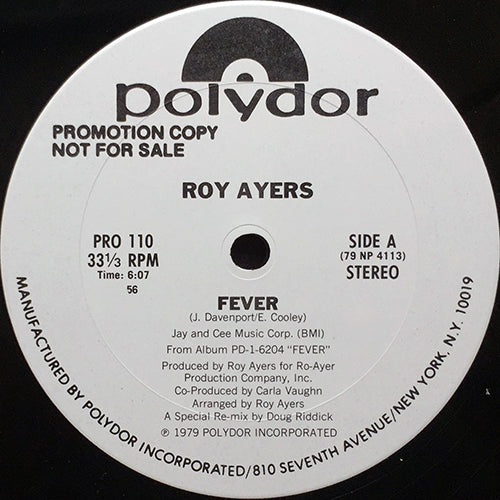 polydor
PROMOTION COPY
NOT FOR SALE
ROY AYERS
PRO 110
33⅓ RPM
Time: 6:07
56
SIDE A
(79 NP 4113)
STEREO
FEVER
(J. Davenport/E. Cooley)
Jay and Cee Music Corp. (BMI)
From Album PD-1-6204 "FEVER"
Produced by Roy Ayers for Ro-Ayer
Production Company, Inc.
Co-Produced by Carla Vaughn
Arranged by Roy Ayers
A Special Re-mix by Doug Riddick
℗ 1979 POLYDOR INCORPORATED
MANUFACTURED BY POLYDOR INCORPORATED/810 SEVENTH AVENUE/NEW YORK, N.Y. 10019